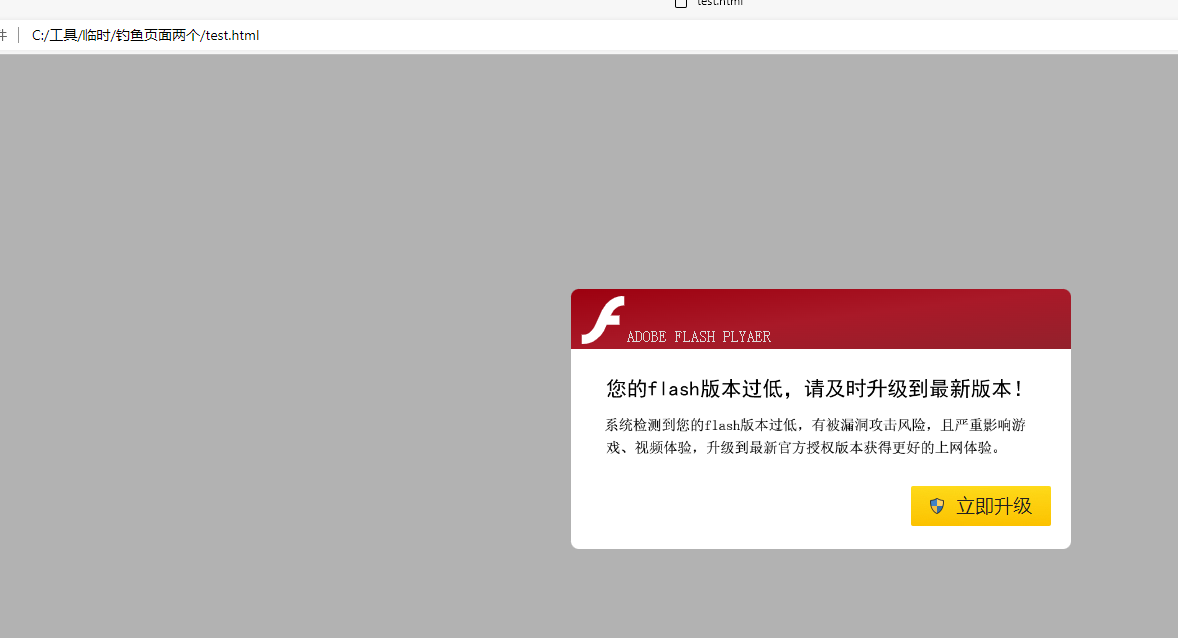 test.html
件
C:/工具/临时/钓鱼页面两个/test.html
ADOBE FLASH PLYAER
您的flash版本过低，请及时升级到最新版本！
系统检测到您的flash版本过低，有被漏洞攻击风险，且严重影响游
戏、视频体验，升级到最新官方授权版本获得更好的上网体验。
立即升级